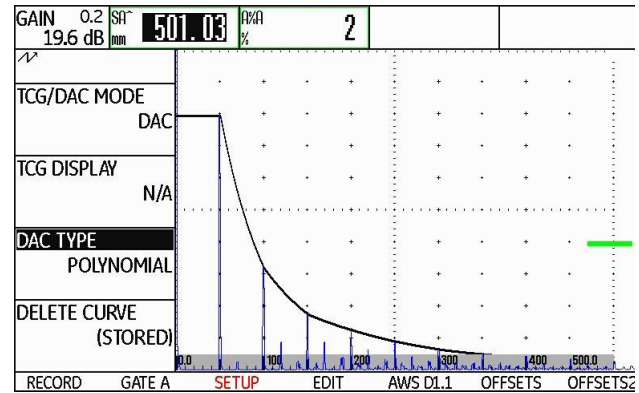 GAIN 0.2
19.6 dB
SA^
mm
501.03
A%A
%
2
TCG/DAC MODE
DAC
TCG DISPLAY
N/A
DAC TYPE
POLYNOMIAL
DELETE CURVE
(STORED)
0.0 100 200 300 400 500.0
RECORD GATE A SETUP EDIT AWS D1.1 OFFSETS OFFSETS2